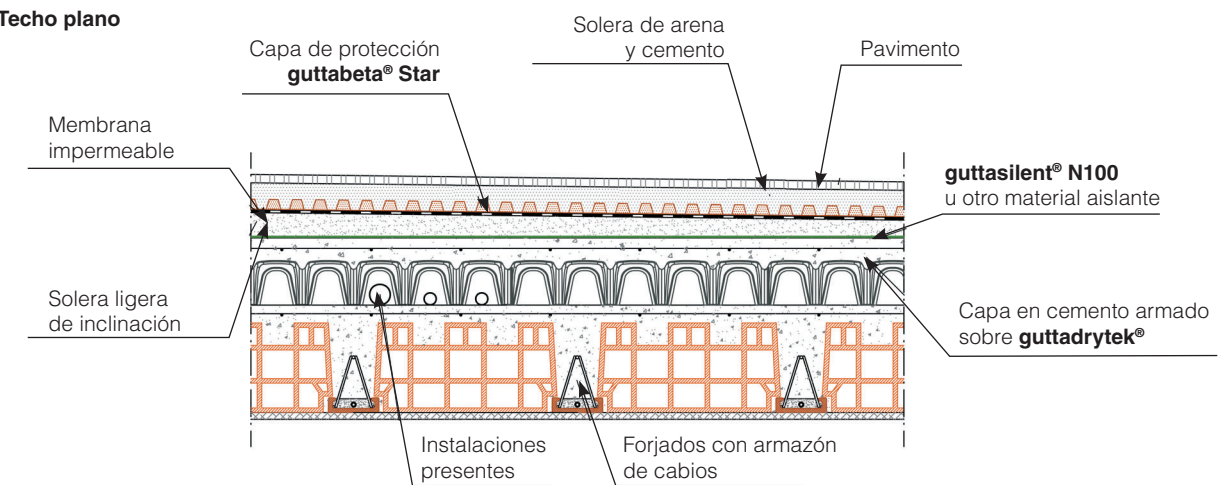 Techo plano
Capa de protección
guttabeta® Star
Solera de arena
y cemento
Pavimento
Membrana
impermeable
guttasilent® N100
u otro material aislante
Solera ligera
de inclinación
Capa en cemento armado
sobre guttadrytek®
Instalaciones
presentes
Forjados con armazón
de cabios